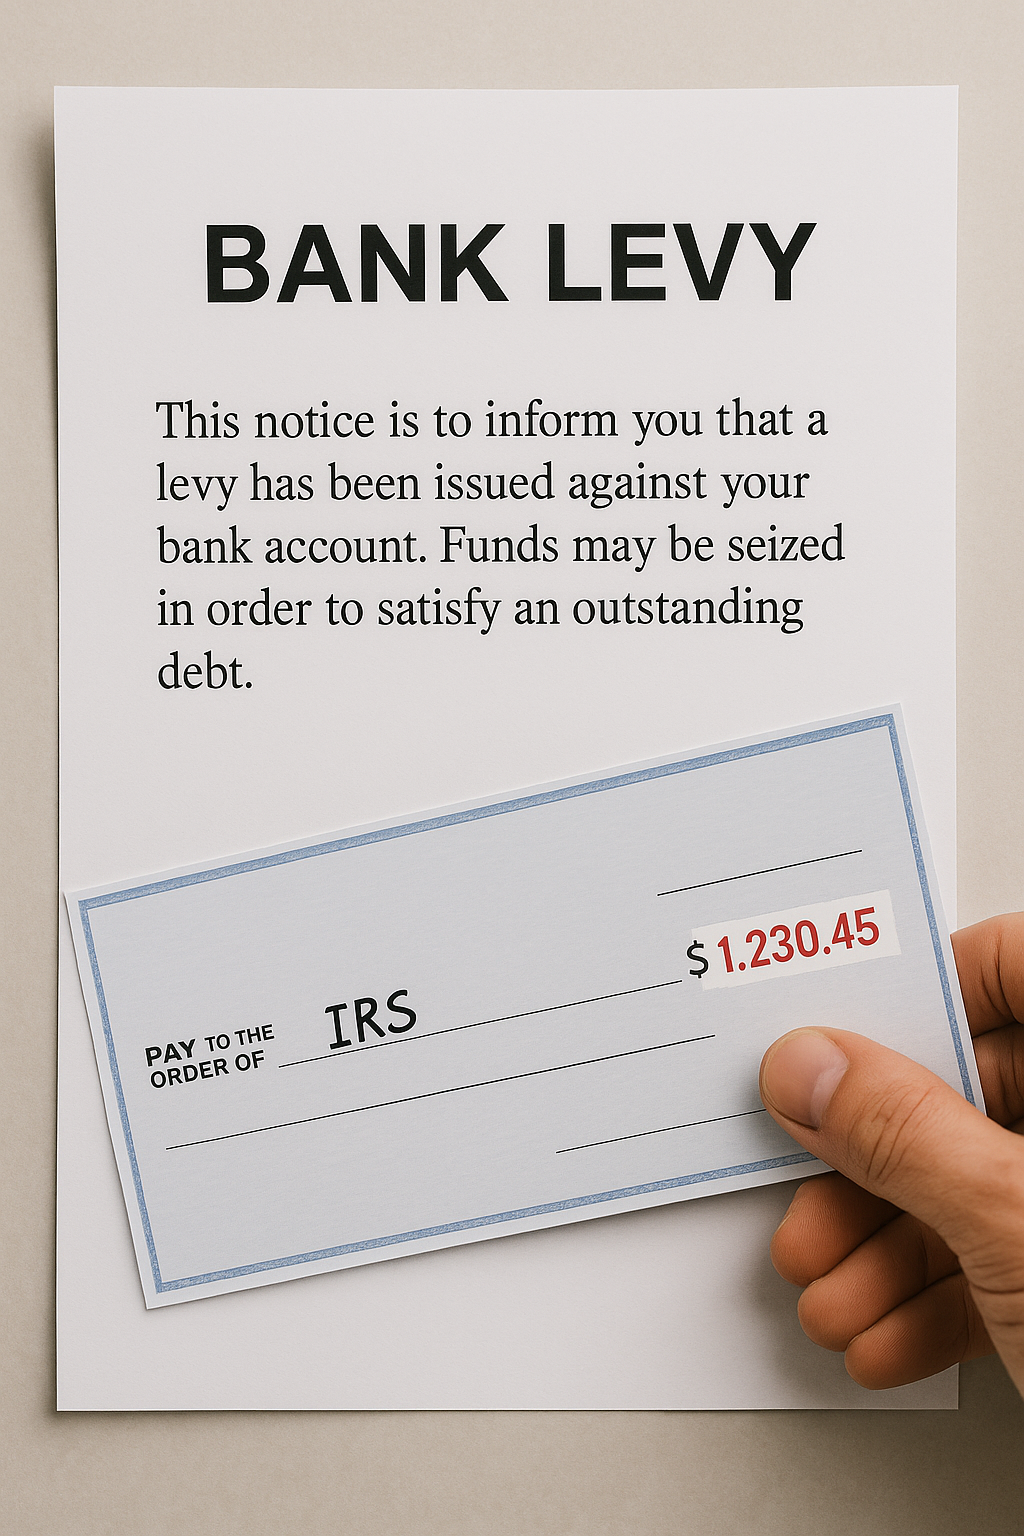 BANK LEVY
This notice is to inform you that a
levy has been issued against your
bank account. Funds may be seized
in order to satisfy an outstanding
debt.
$ 1.230.45
PAY TO THE
ORDER OF IRS